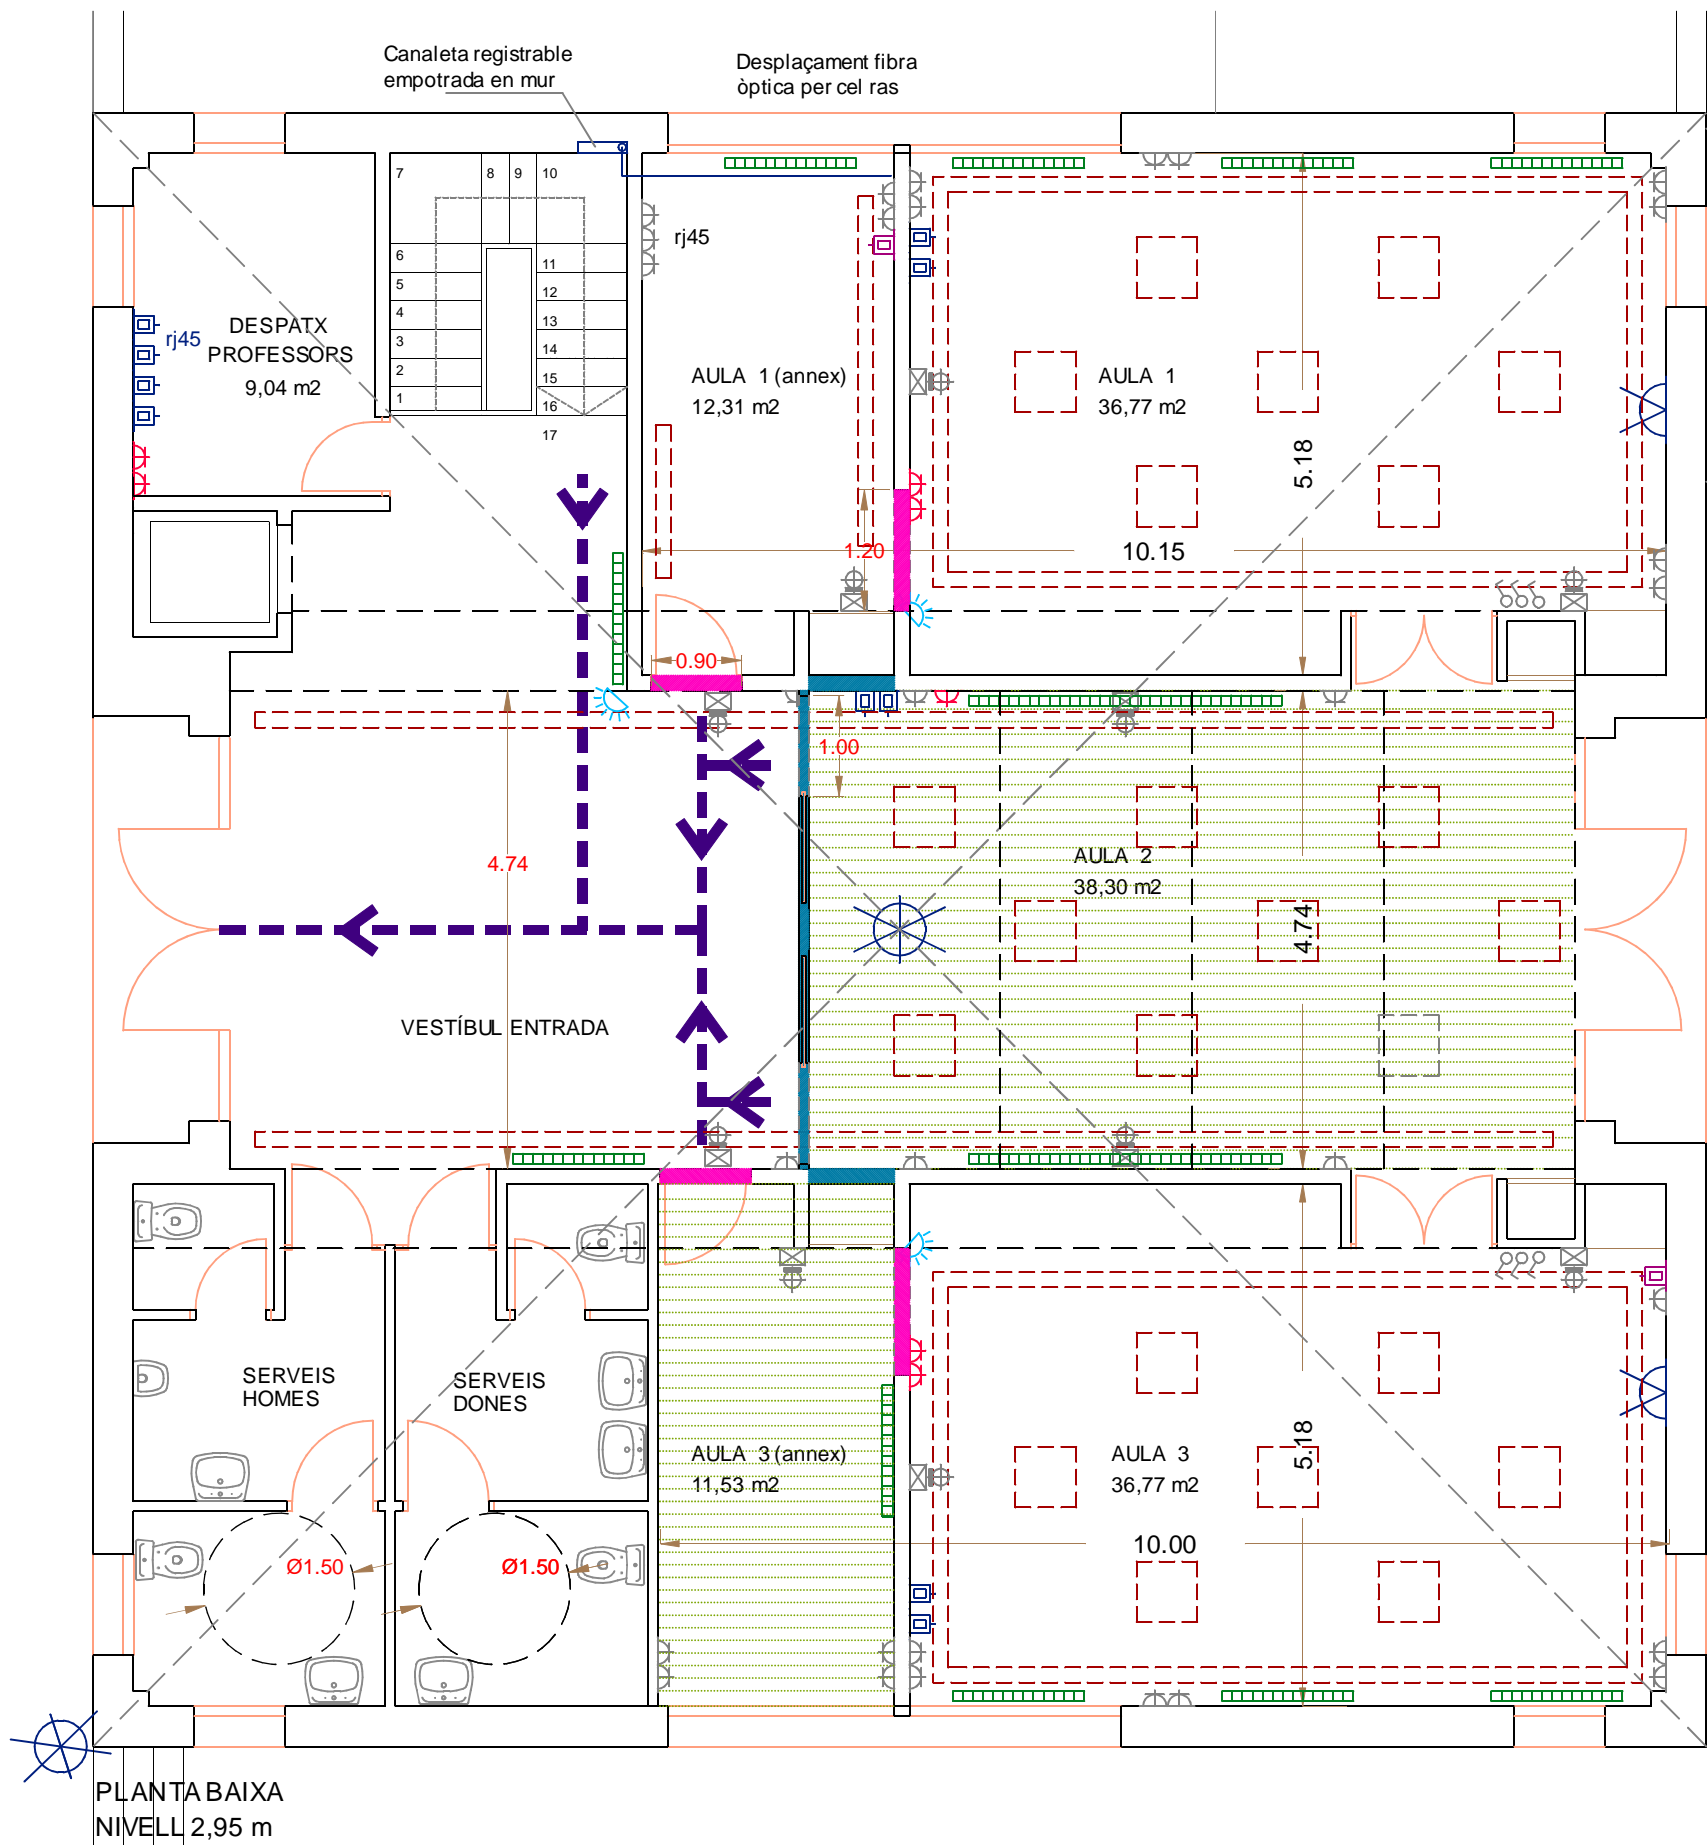 Canaleta registrable
empotrada en mur
Desplaçament fibra
òptica per cel ras
7
8
9
10
6
5
4
3
2
1
11
12
13
14
15
16
17
rj45
rj45
DESPATX
PROFESSORS
9,04 m2
AULA 1 (annex)
12,31 m2
AULA 1
36,77 m2
5.18
10.15
1.20
0.90
1.00
4.74
AULA 2
38,30 m2
4.74
VESTÍBUL ENTRADA
SERVEIS
HOMES
SERVEIS
DONES
AULA 3 (annex)
11,53 m2
AULA 3
36,77 m2
5.18
10.00
Ø1.50
Ø1.50
PLANTA BAIXA
NIVELL 2,95 m